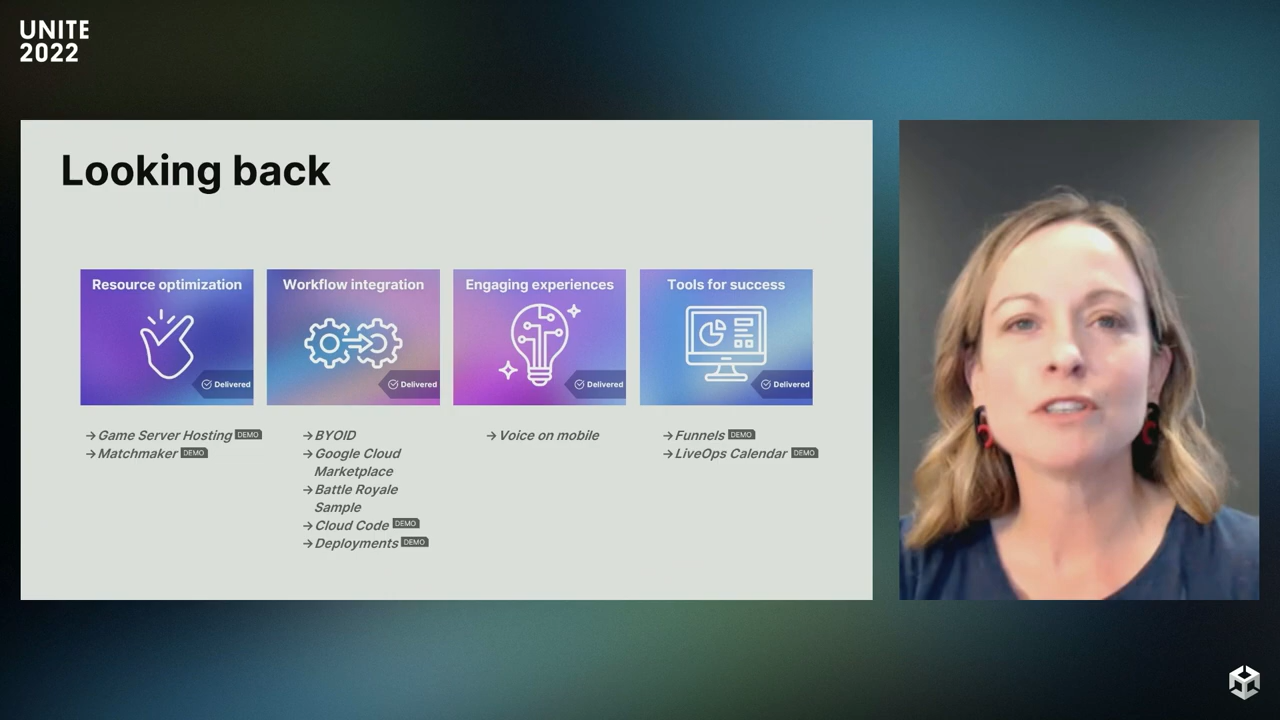 UNITE
2022
Looking back
Resource optimization
Delivered
→ Game Server Hosting DEMO
→ Matchmaker DEMO
Workflow integration
Delivered
→ BYOID
→ Google Cloud
Marketplace
→ Battle Royale
Sample
→ Cloud Code DEMO
→ Deployments DEMO
Engaging experiences
Delivered
→ Voice on mobile
Tools for success
Delivered
→ Funnels DEMO
→ LiveOps Calendar DEMO